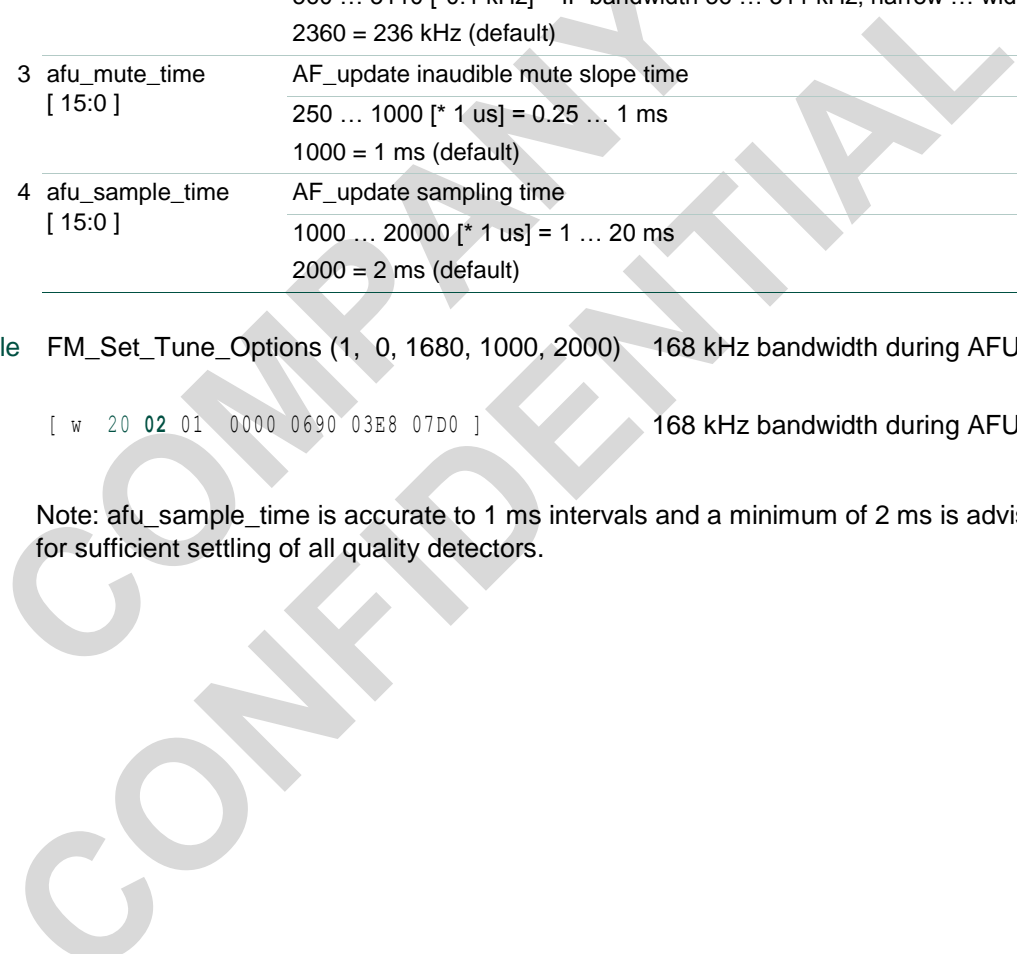 2360 = 236 kHz (default)
3 afu_mute_time AF_update inaudible mute slope time
[ 15:0 ] 250 … 1000 [* 1 us] = 0.25 … 1 ms
1000 = 1 ms (default)
4 afu_sample_time AF_update sampling time
[ 15:0 ] 1000 … 20000 [* 1 us] = 1 … 20 ms
2000 = 2 ms (default)
le FM_Set_Tune_Options (1, 0, 1680, 1000, 2000) 168 kHz bandwidth during AFU
[ w 20 02 01 0000 0690 03E8 07D0 ] 168 kHz bandwidth during AFU
Note: afu_sample_time is accurate to 1 ms intervals and a minimum of 2 ms is advis
for sufficient settling of all quality detectors.
COMPANY
CONFIDENTIAL